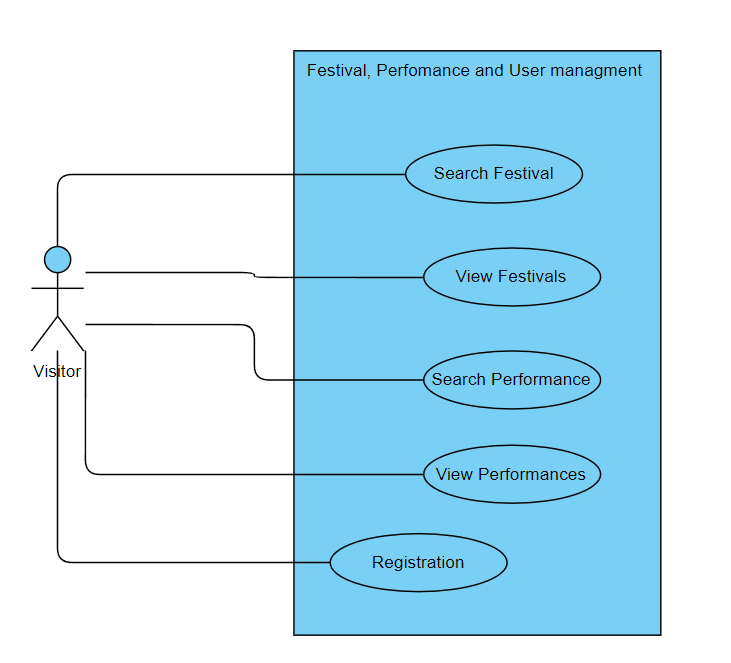 Festival, Perfomance and User managment
Search Festival
View Festivals
Search Performance
Visitor
View Performances
Registration